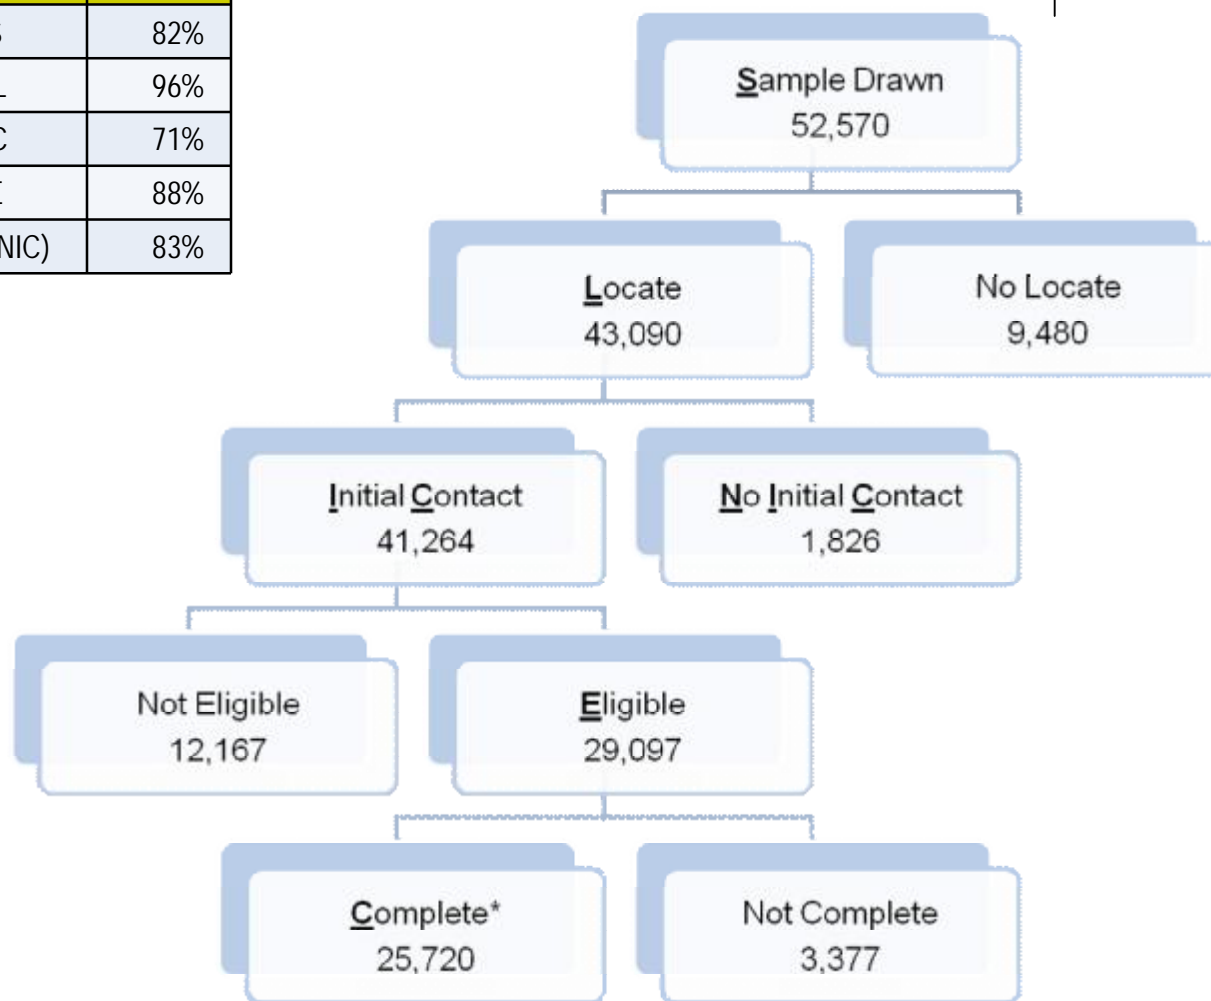 82%
96%
71%
88%
NIC) 83%
Sample Drawn
52,570
Locate
43,090
No Locate
9,480
Initial Contact
41,264
No Initial Contact
1,826
Not Eligible
12,167
Eligible
29,097
Complete*
25,720
Not Complete
3,377